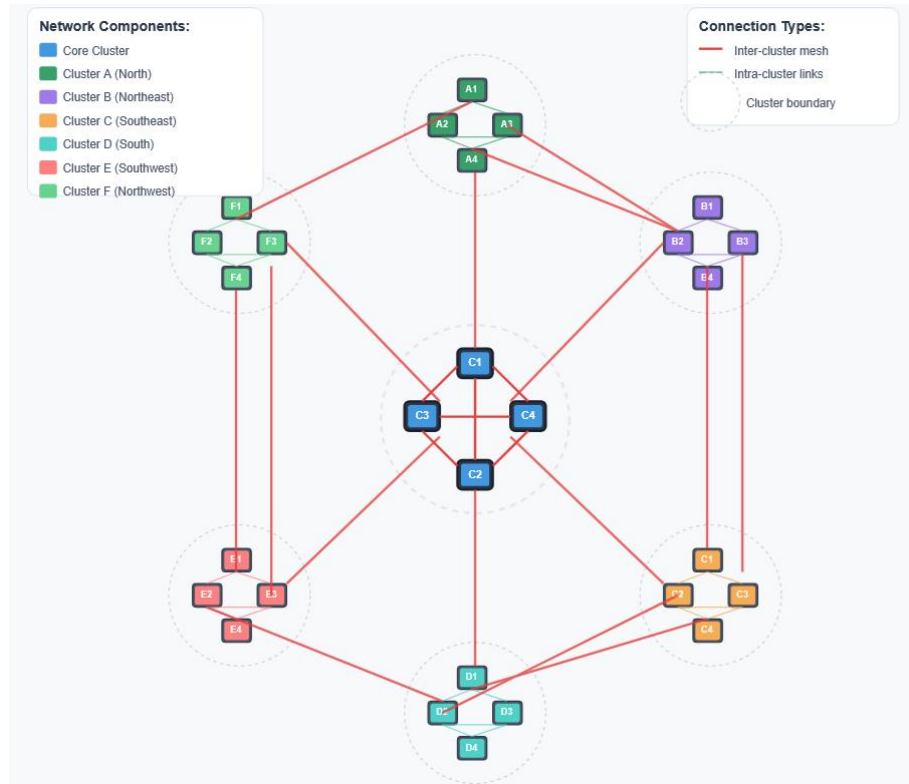 Network Components:
Core Cluster
Cluster A (North)
Cluster B (Northeast)
Cluster C (Southeast)
Cluster D (South)
Cluster E (Southwest)
Cluster F (Northwest)
Connection Types:
Inter-cluster mesh
Intra-cluster links
Cluster boundary
A1
A2
A3
A4
F1
F2
F3
F4
B1
B2
B3
B4
C1
C3
C4
C2
E1
E2
E3
E4
C1
C2
C3
C4
D1
D2
D3
D4